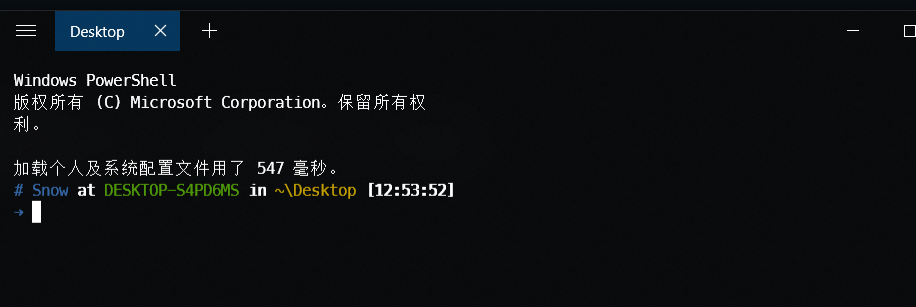 Desktop
Windows PowerShell
版权所有 (C) Microsoft Corporation。保留所有权
利。
加载个人及系统配置文件用了 547 毫秒。
# Snow at DESKTOP-S4PD6MS in ~\Desktop [12:53:52]
→